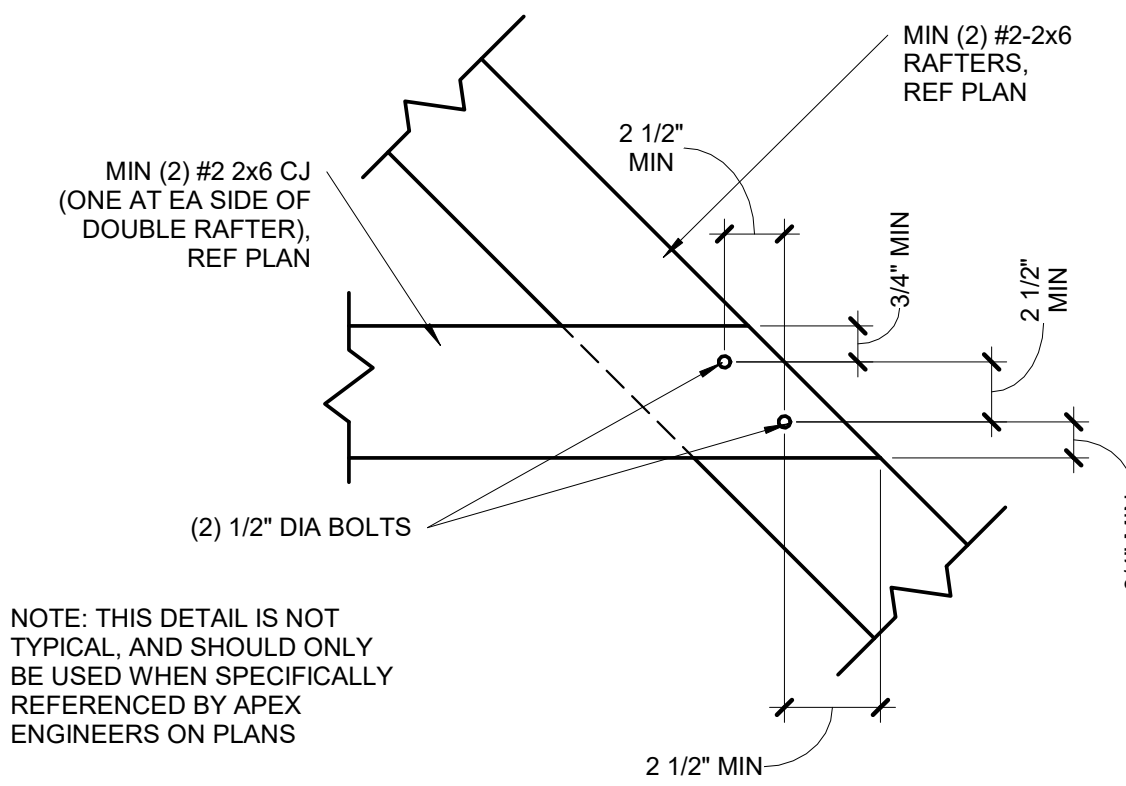 MIN (2) #2-2x6
RAFTERS,
REF PLAN
2 1/2"
MIN
MIN (2) #2 2x6 CJ
(ONE AT EA SIDE OF
DOUBLE RAFTER),
REF PLAN
3/4" MIN
2 1/2"
MIN
(2) 1/2" DIA BOLTS
NOTE: THIS DETAIL IS NOT
TYPICAL, AND SHOULD ONLY
BE USED WHEN SPECIFICALLY
REFERENCED BY APEX
ENGINEERS ON PLANS
2 1/2" MIN